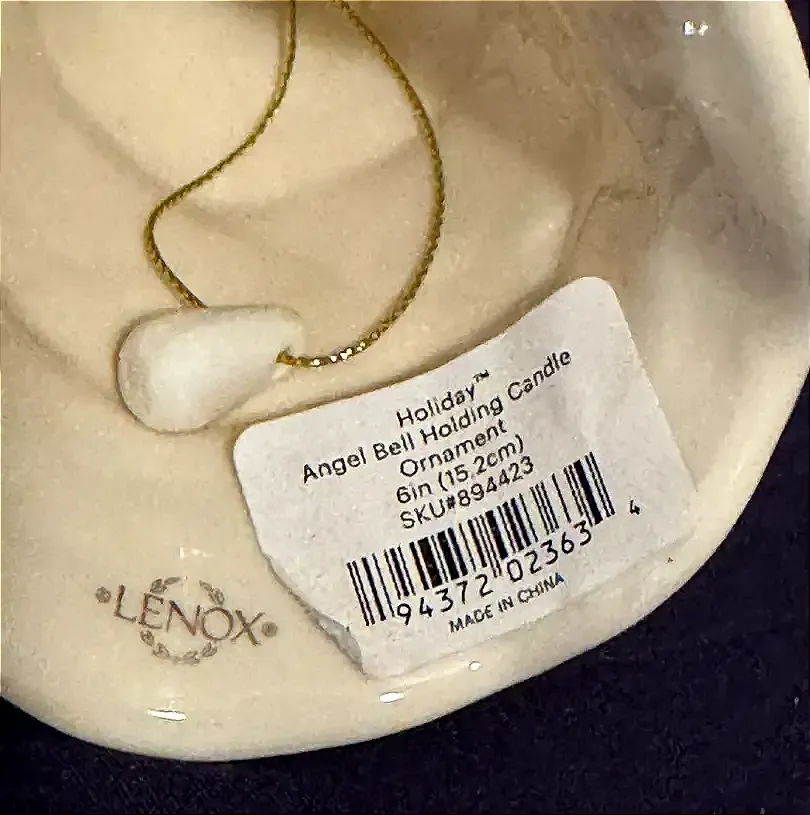 Holiday™
Angel Bell Holding Candle
Ornament
6in (15.2cm)
SKU#894423
94372 02363 4
MADE IN CHINA
LENOX®